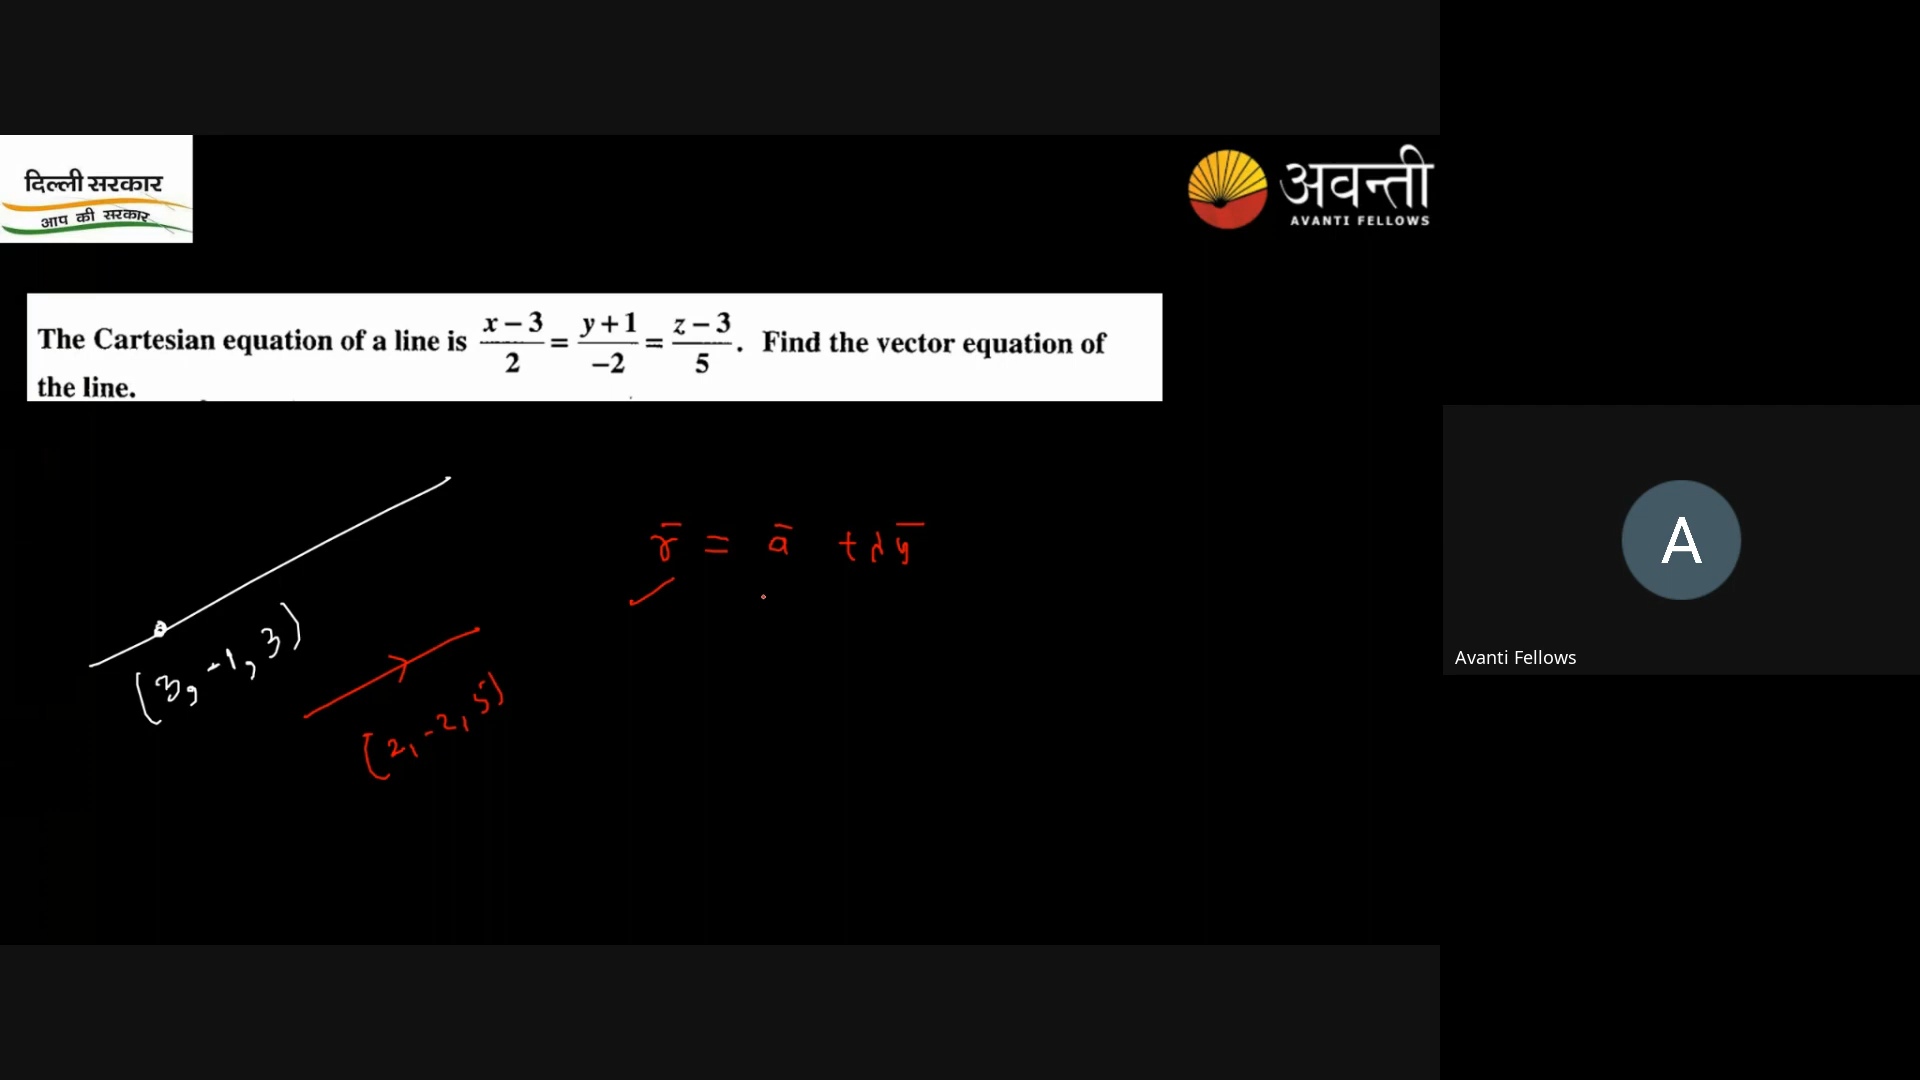 दिल्ली सरकार
आप की सरकार
अवन्ती
AVANTI FELLOWS
The Cartesian equation of a line is (x − 3)/2 = (y + 1)/−2 = (z − 3)/5 . Find the vector equation of
the line.
r̄ = ā + λ
(3, -1, 3)
(2, -2, 5)
A
Avanti Fellows